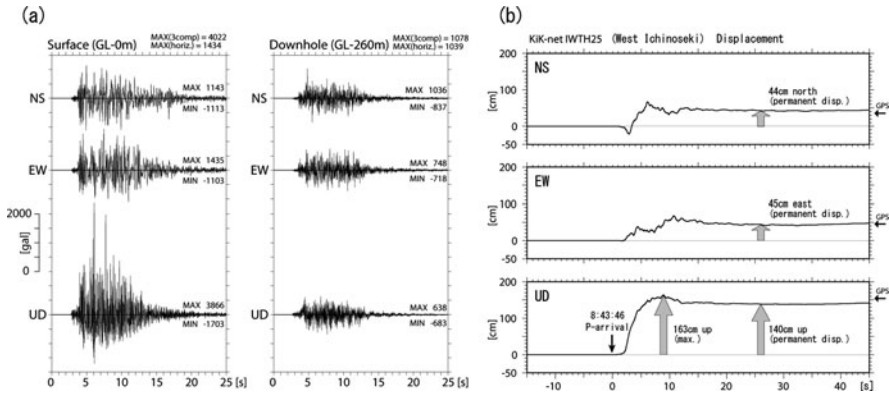 (a)
Surface (GL-0m)
MAX(3comp) = 4022
MAX(horiz.) = 1434
Downhole (GL-260m)
MAX(3comp) = 1078
MAX(horiz.) = 1039
NS
MAX 1143
MIN -1113
NS
MAX 1036
MIN -837
EW
MAX 1435
MIN -1103
EW
MAX 748
MIN -718
2000
[gal]
0
UD
MAX 3866
MIN -1703
UD
MAX 638
MIN -683
0 5 10 15 20 25 [s]
0 5 10 15 20 25 [s]
(b)
KiK-net IWTH25 (West Ichinoseki) Displacement
200
150
100
50
0
-50
[cm]
NS
44cm north
(permanent disp.)
GPS
200
150
100
50
0
-50
[cm]
EW
45cm east
(permanent disp.)
GPS
200
150
100
50
0
-50
[cm]
UD
8:43:46
P-arrival
163cm up
(max.)
140cm up
(permanent disp.)
GPS
-10 0 10 20 30 40 [s]